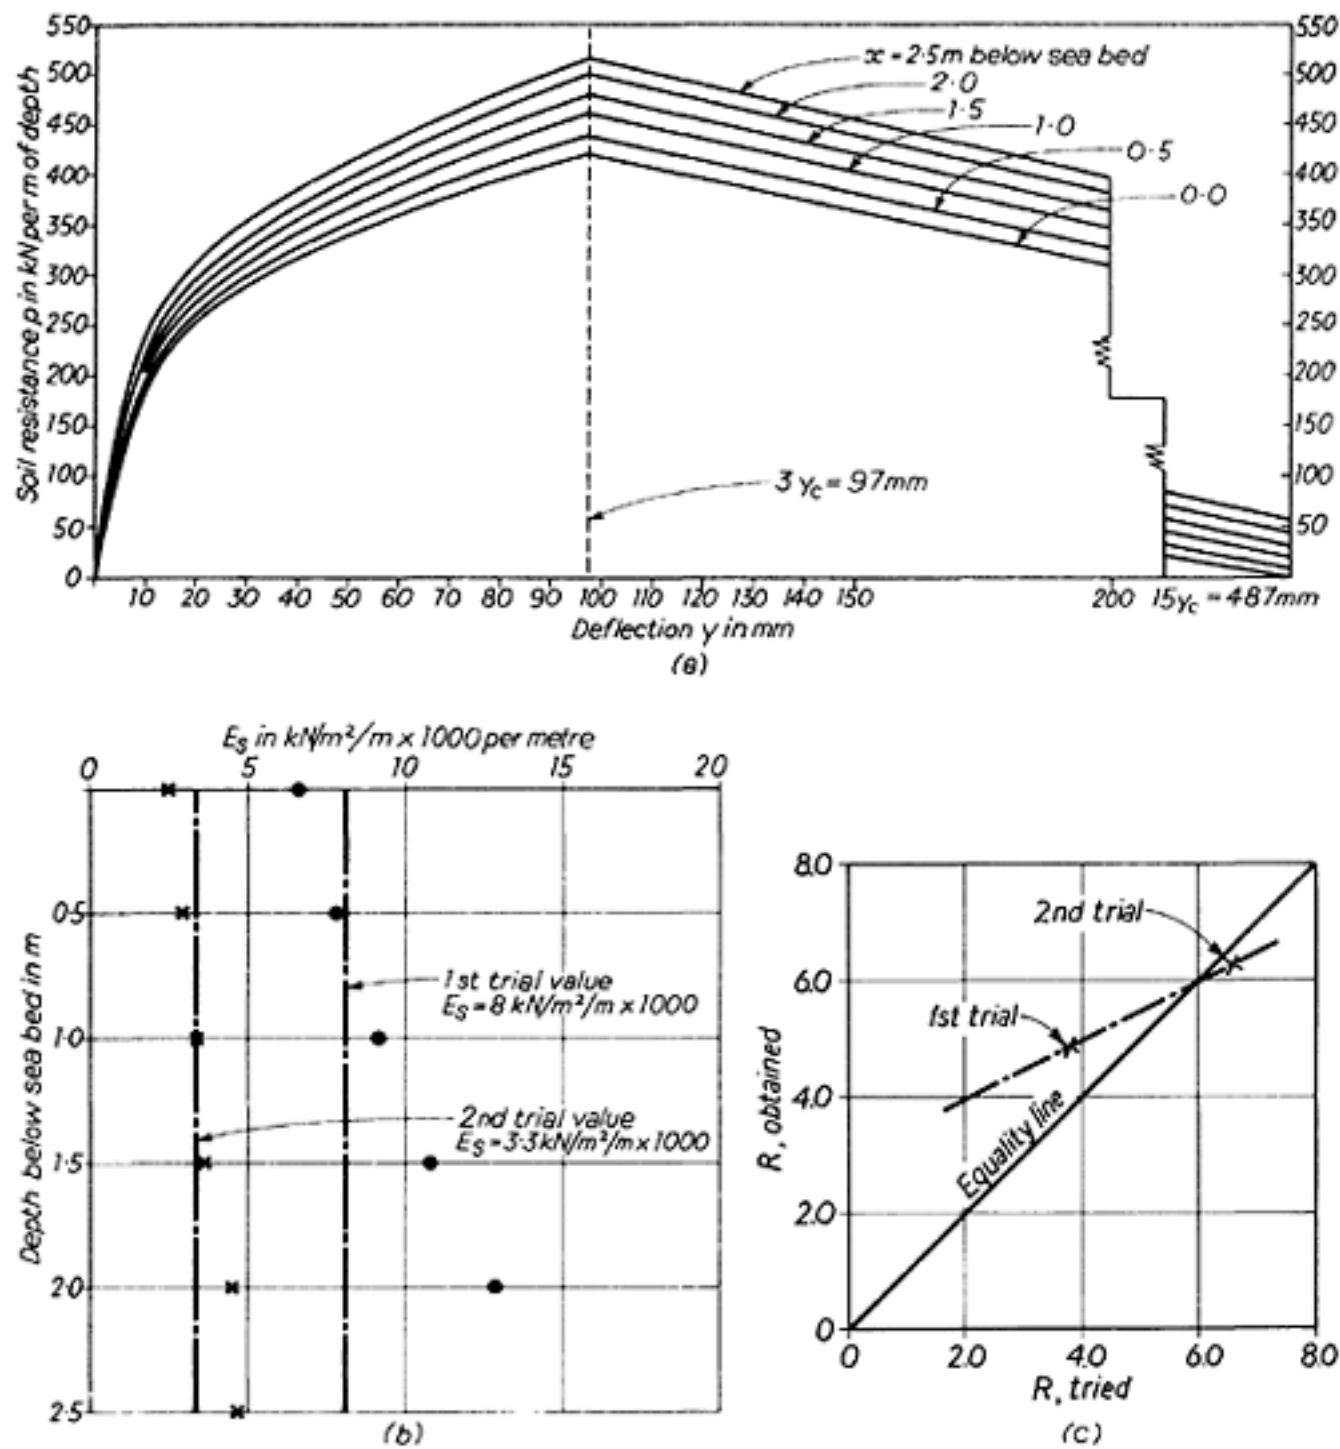 550
500
450
400
350
300
250
200
150
100
50
0
Soil resistance p in kN per m of depth
x = 2·5m below sea bed
2·0
1·5
1·0
0·5
0·0
3 yc = 97mm
550
500
450
400
350
300
250
200
100
50
10 20 30 40 50 60 70 80 90 100 110 120 130 140 150 200 15yc = 487mm
Deflection y in mm
(a)
Es in kN/m²/m x 1000 per metre
0 5 10 15 20
0·5
1·0
1·5
2·0
2·5
Depth below sea bed in m
1st trial value
Es = 8 kN/m²/m x 1000
2nd trial value
Es = 3·3kN/m²/m x 1000
(b)
8.0
6.0
4.0
2.0
0
R, obtained
2nd trial
1st trial
Equality line
0 2.0 4.0 6.0 8.0
R, tried
(c)